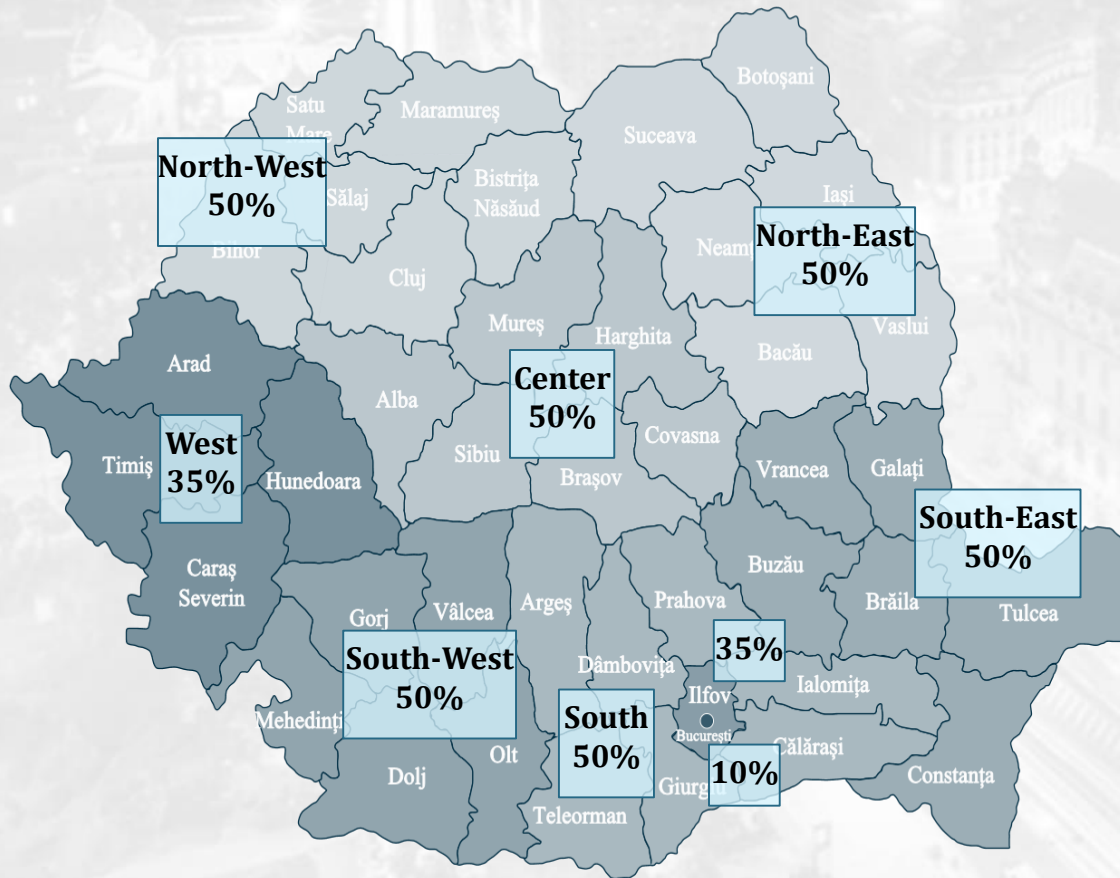 Botoșani
Satu
Mare
Maramureș
Suceava
North-West
50%
Sălaj
Bistrița
Năsăud
Iași
Bihor
Cluj
Neamț
North-East
50%
Vaslui
Mureș
Harghita
Bacău
Arad
Alba
Center
50%
Covasna
Timiș
West
35%
Hunedoara
Sibiu
Brașov
Vrancea
Galați
South-East
50%
Caraș
Severin
Gorj
Vâlcea
Argeș
Prahova
Buzău
Brăila
Tulcea
South-West
50%
Dâmbovița
35%
Ialomița
Mehedinți
Olt
South
50%
Ilfov
București
Călărași
Dolj
Giurgiu
10%
Constanța
Teleorman